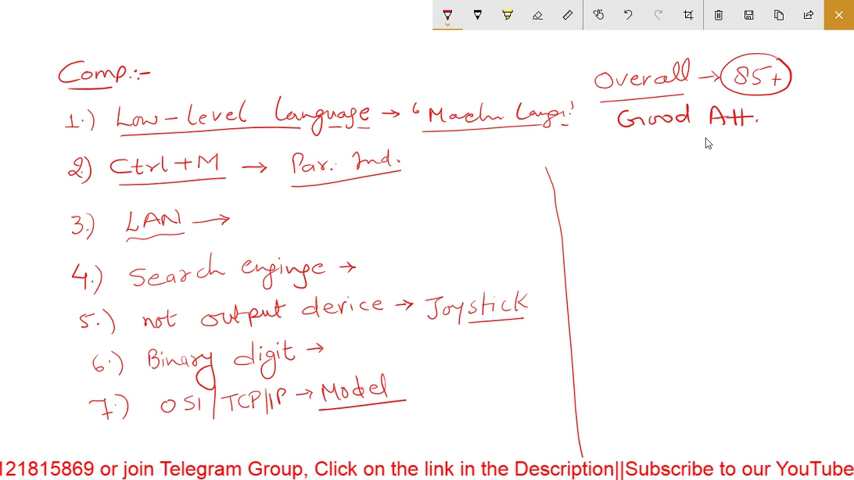 Comp.:-
1.) Low-level language → "Machn Langu"
2.) Ctrl+M → Par. Ind.
3.) LAN →
4.) Search enginge →
5.) not output device → Joystick
6.) Binary digit →
7.) OSI / TCP/IP → Model
Overall → 85+
Good Att.
121815869 or join Telegram Group, Click on the link in the Description||Subscribe to our YouTube